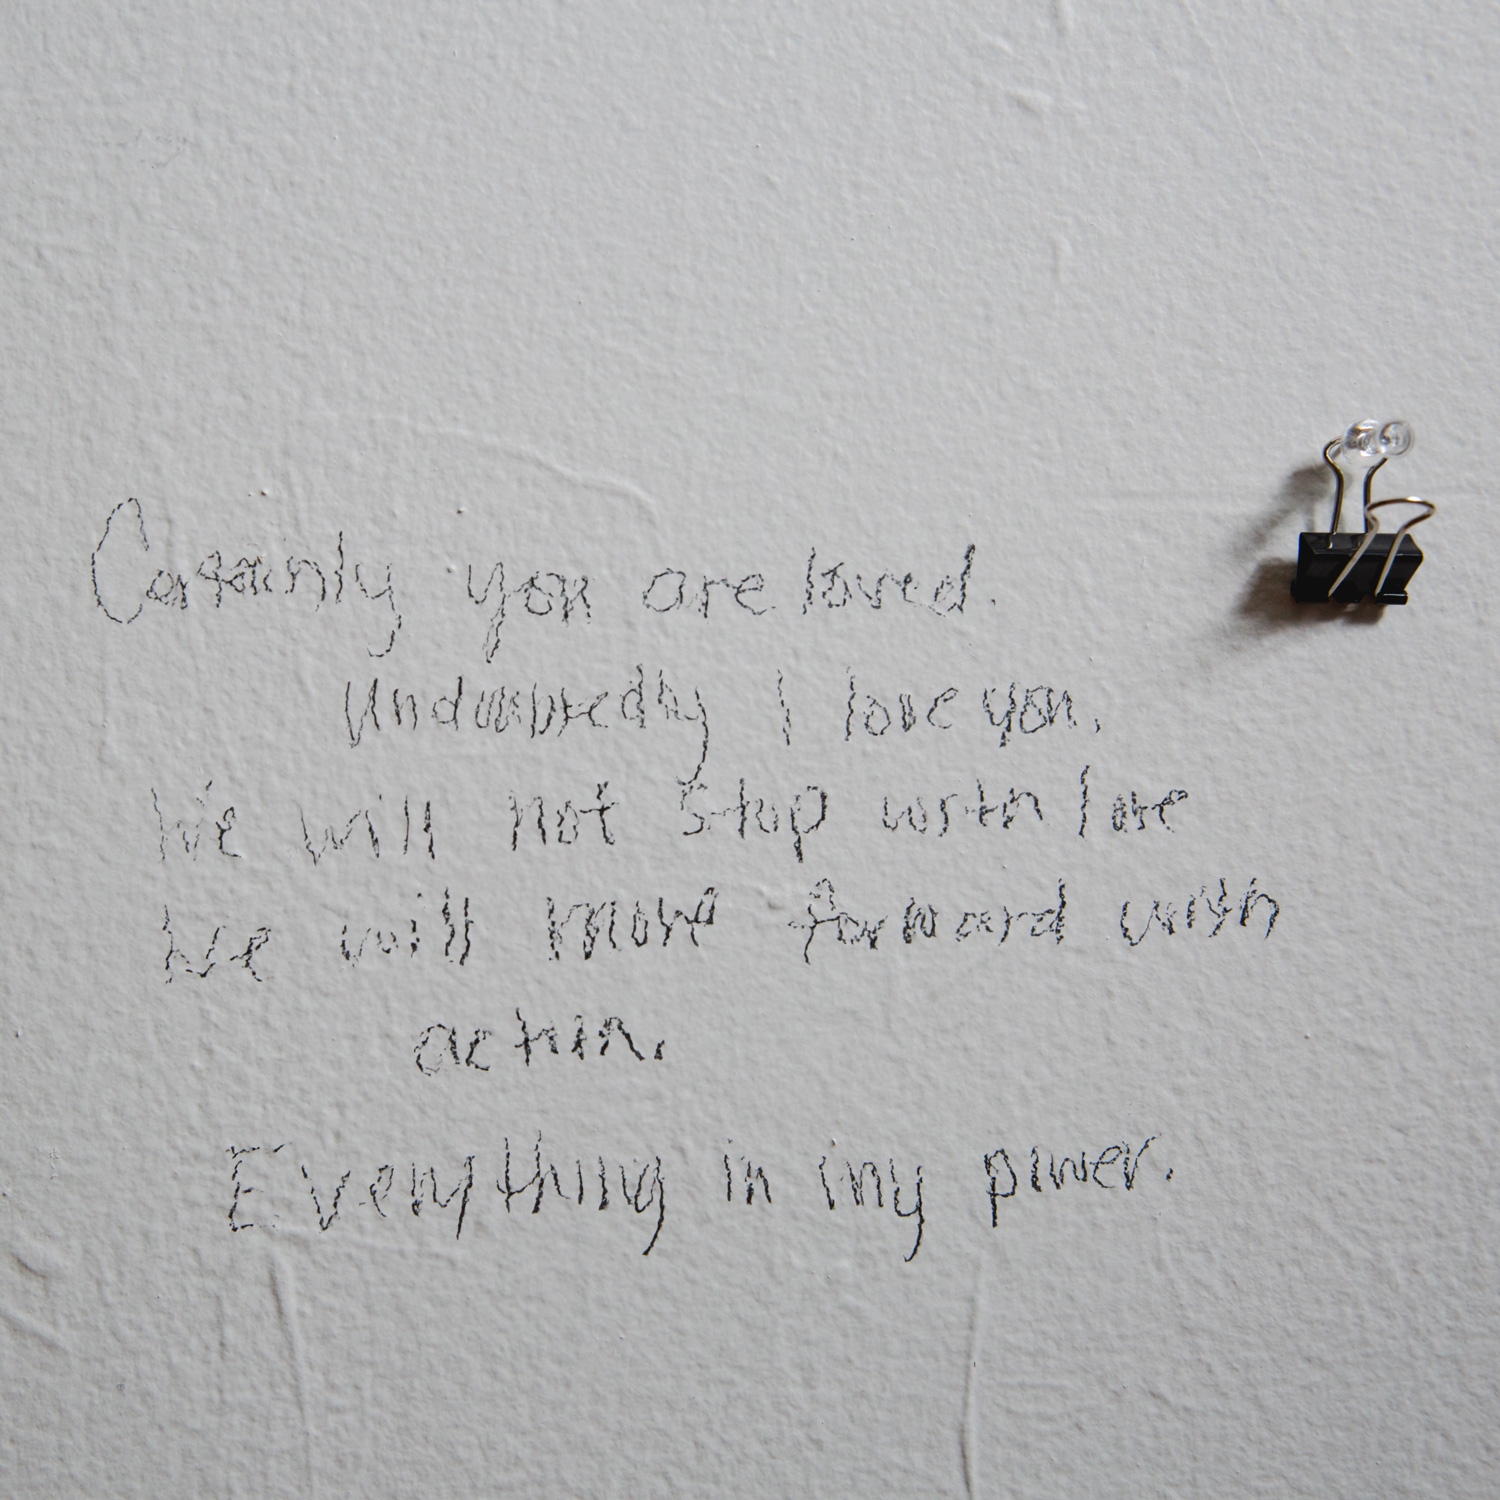 Certainly you are loved.
Undoubtedly I love you.
We will not stop with love
We will move forward with
action.
Everything in my power.